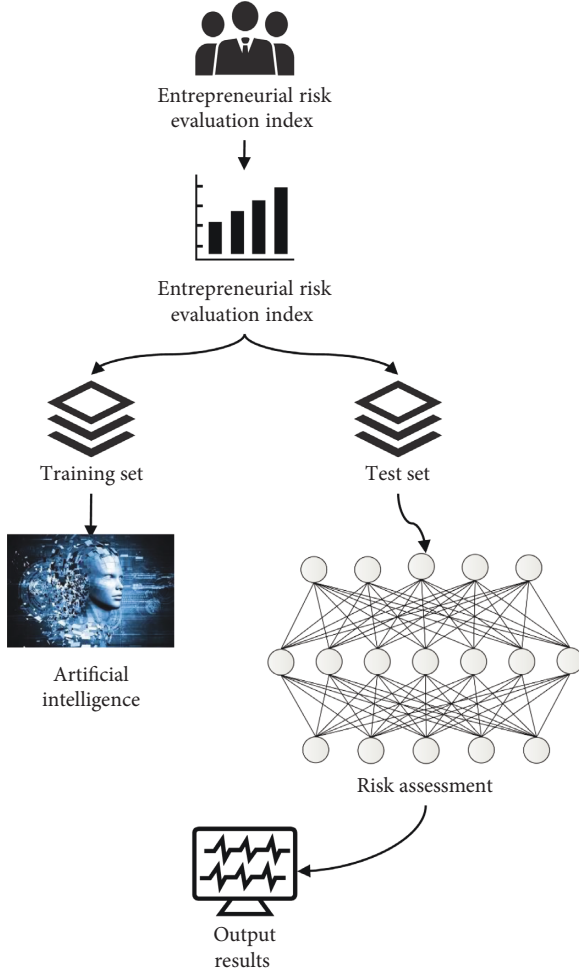 Entrepreneurial risk
evaluation index
Entrepreneurial risk
evaluation index
Training set
Test set
Artificial
intelligence
Risk assessment
Output
results